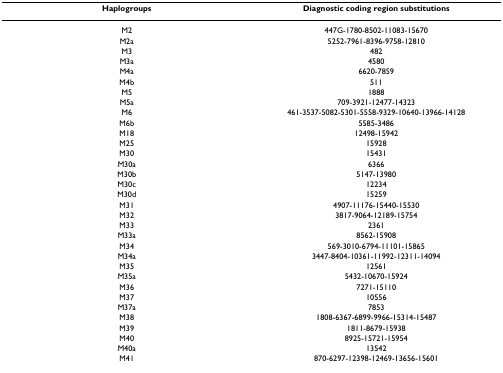 Haplogroups Diagnostic coding region substitutions
M2 447G-1780-8502-11083-15670
M2a 5252-7961-8396-9758-12810
M3 482
M3a 4580
M4a 6620-7859
M4b 511
M5 1888
M5a 709-3921-12477-14323
M6 461-3537-5082-5301-5558-9329-10640-13966-14128
M6b 5585-3486
M18 12498-15942
M25 15928
M30 15431
M30a 6366
M30b 5147-13980
M30c 12234
M30d 15259
M31 4907-11176-15440-15530
M32 3817-9064-12189-15754
M33 2361
M33a 8562-15908
M34 569-3010-6794-11101-15865
M34a 3447-8404-10361-11992-12311-14094
M35 12561
M35a 5432-10670-15924
M36 7271-15110
M37 10556
M37a 7853
M38 1808-6367-6899-9966-15314-15487
M39 1811-8679-15938
M40 8925-15721-15954
M40a 13542
M41 870-6297-12398-12469-13656-15601